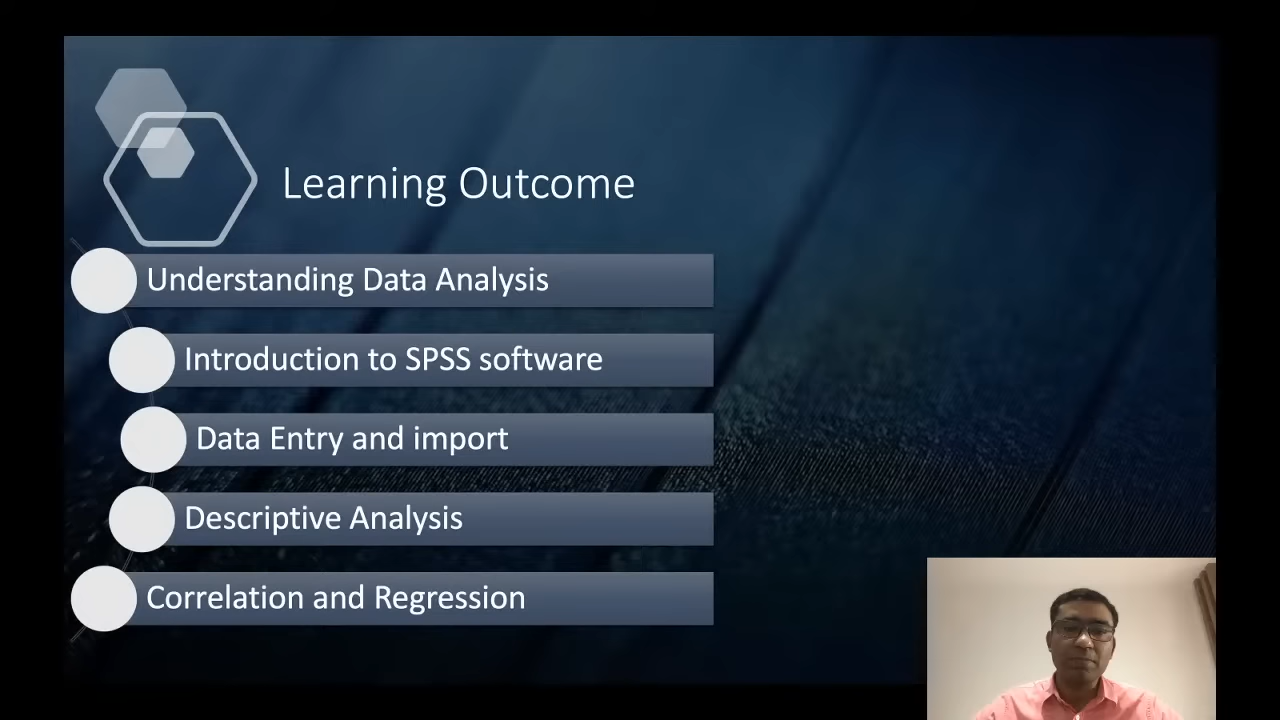 Learning Outcome
Understanding Data Analysis
Introduction to SPSS software
Data Entry and import
Descriptive Analysis
Correlation and Regression